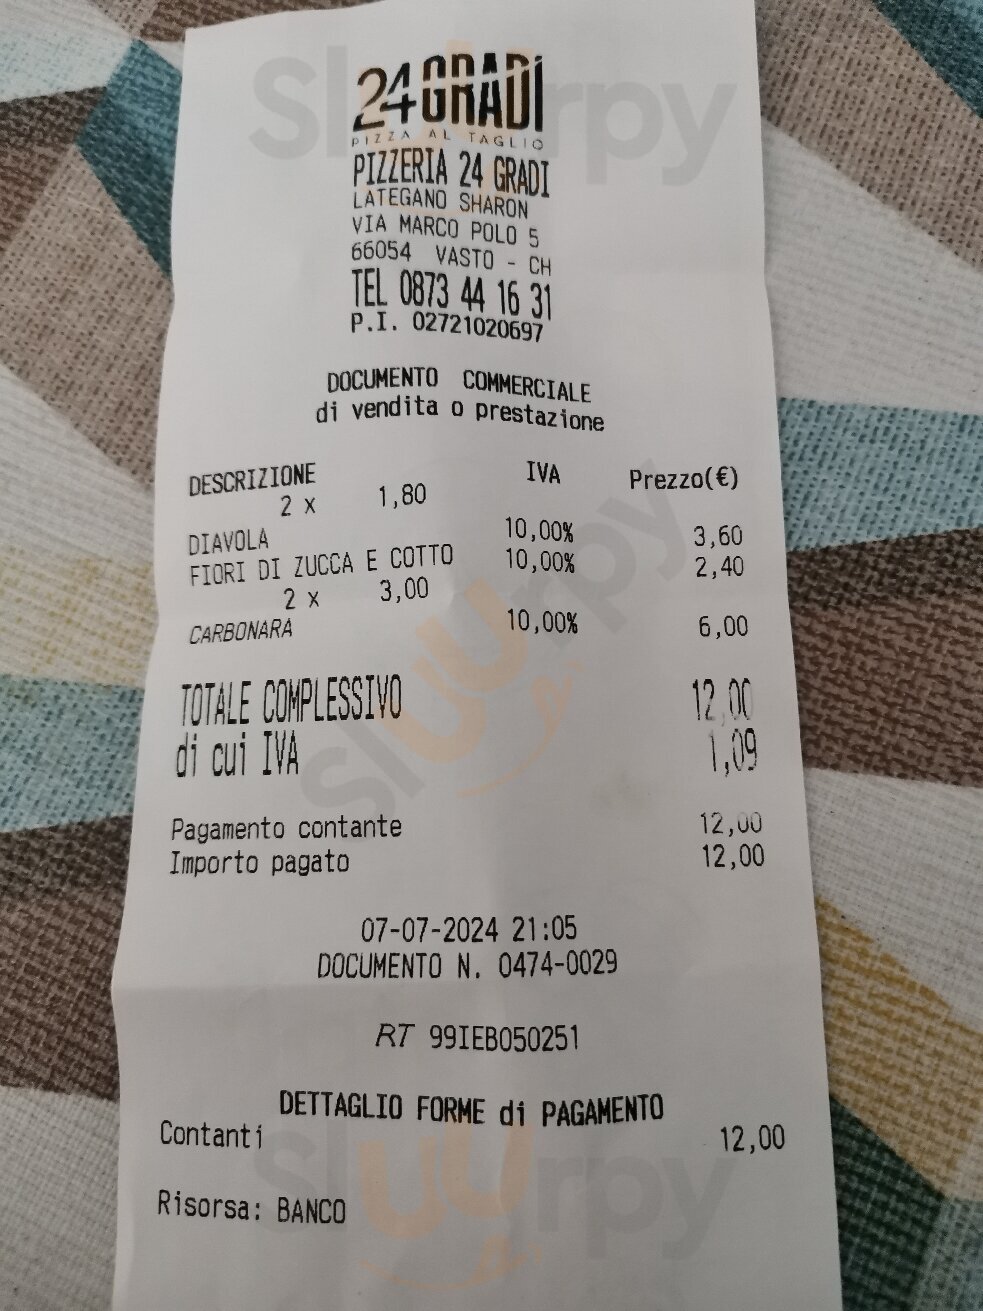 24 GRADI
PIZZA AL TAGLIO
PIZZERIA 24 GRADI
LATEGANO SHARON
VIA MARCO POLO 5
66054 VASTO - CH
TEL 0873 44 16 31
P.I. 02721020697
DOCUMENTO COMMERCIALE
di vendita o prestazione
DESCRIZIONE IVA Prezzo(€)
2 x 1,80
DIAVOLA 10,00% 3,60
FIORI DI ZUCCA E COTTO 10,00% 2,40
2 x 3,00
CARBONARA 10,00% 6,00
TOTALE COMPLESSIVO 12,00
di cui IVA 1,09
Pagamento contante 12,00
Importo pagato 12,00
07-07-2024 21:05
DOCUMENTO N. 0474-0029
RT 99IEB050251
DETTAGLIO FORME di PAGAMENTO
Contanti 12,00
Risorsa: BANCO
Sluurpy
Sluurpy
Sluurpy